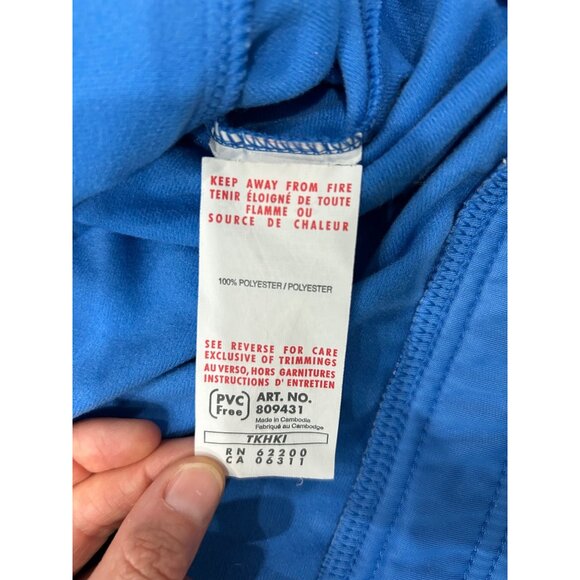 KEEP AWAY FROM FIRE
TENIR ÉLOIGNÉ DE TOUTE
FLAMME OU
SOURCE DE CHALEUR
100% POLYESTER / POLYESTER
SEE REVERSE FOR CARE
EXCLUSIVE OF TRIMMINGS
AU VERSO, HORS GARNITURES
INSTRUCTIONS D'ENTRETIEN
PVC Free
ART. NO.
809431
Made in Cambodia
Fabriqué au Cambodge
TKHKI
RN 62200
CA 06311